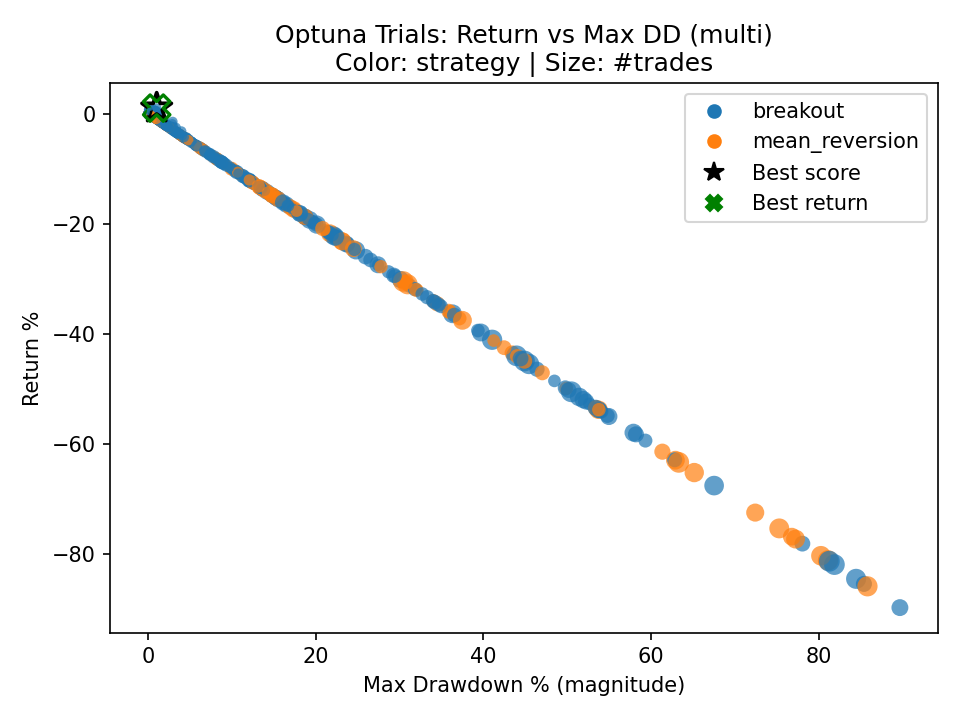 Optuna Trials: Return vs Max DD (multi)
Color: strategy | Size: #trades
breakout
mean_reversion
Best score
Best return
Return %
0
−20
−40
−60
−80
0 20 40 60 80
Max Drawdown % (magnitude)